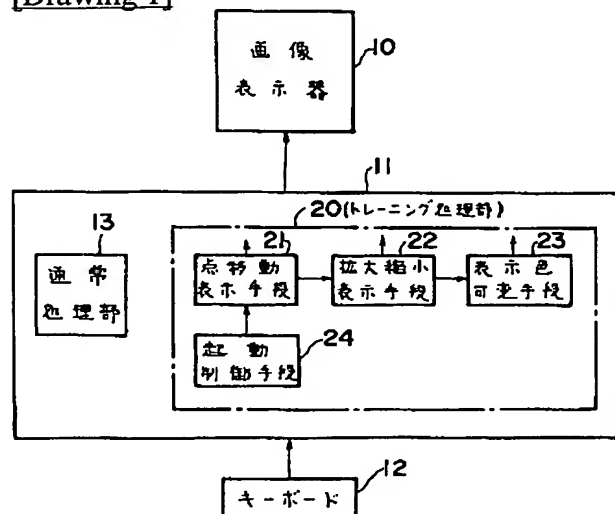 [Drawing 1]
10
画像
表示器
11
20(トレーニング処理部)
13
通常
処理部
21
点移動
表示手段
22
拡大縮小
表示手段
23
表示色
可変手段
24
起動
制御手段
12
キーボード